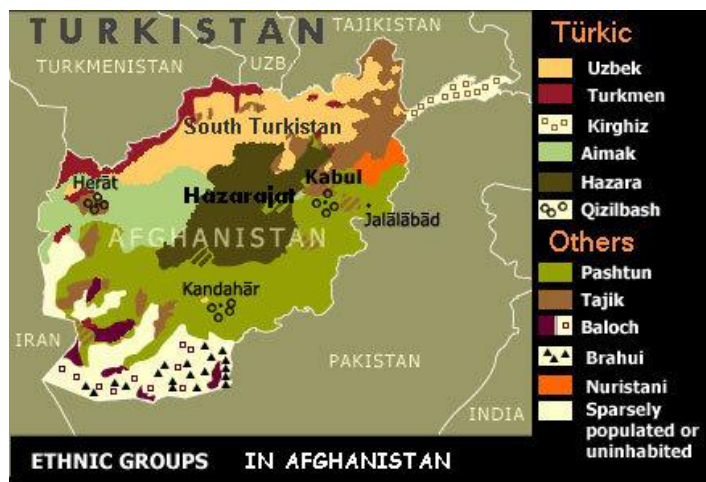 TURKISTAN
TAJIKISTAN
TURKMENISTAN
UZB
South Turkistan
Herāt
Hazarajat
Kabul
Jalālābād
AFGHANISTAN
Kandahār
IRAN
PAKISTAN
INDIA
ETHNIC GROUPS IN AFGHANISTAN
Türkic
Uzbek
Turkmen
Kirghiz
Aimak
Hazara
Qizilbash
Others
Pashtun
Tajik
Baloch
Brahui
Nuristani
Sparsely
populated or
uninhabited